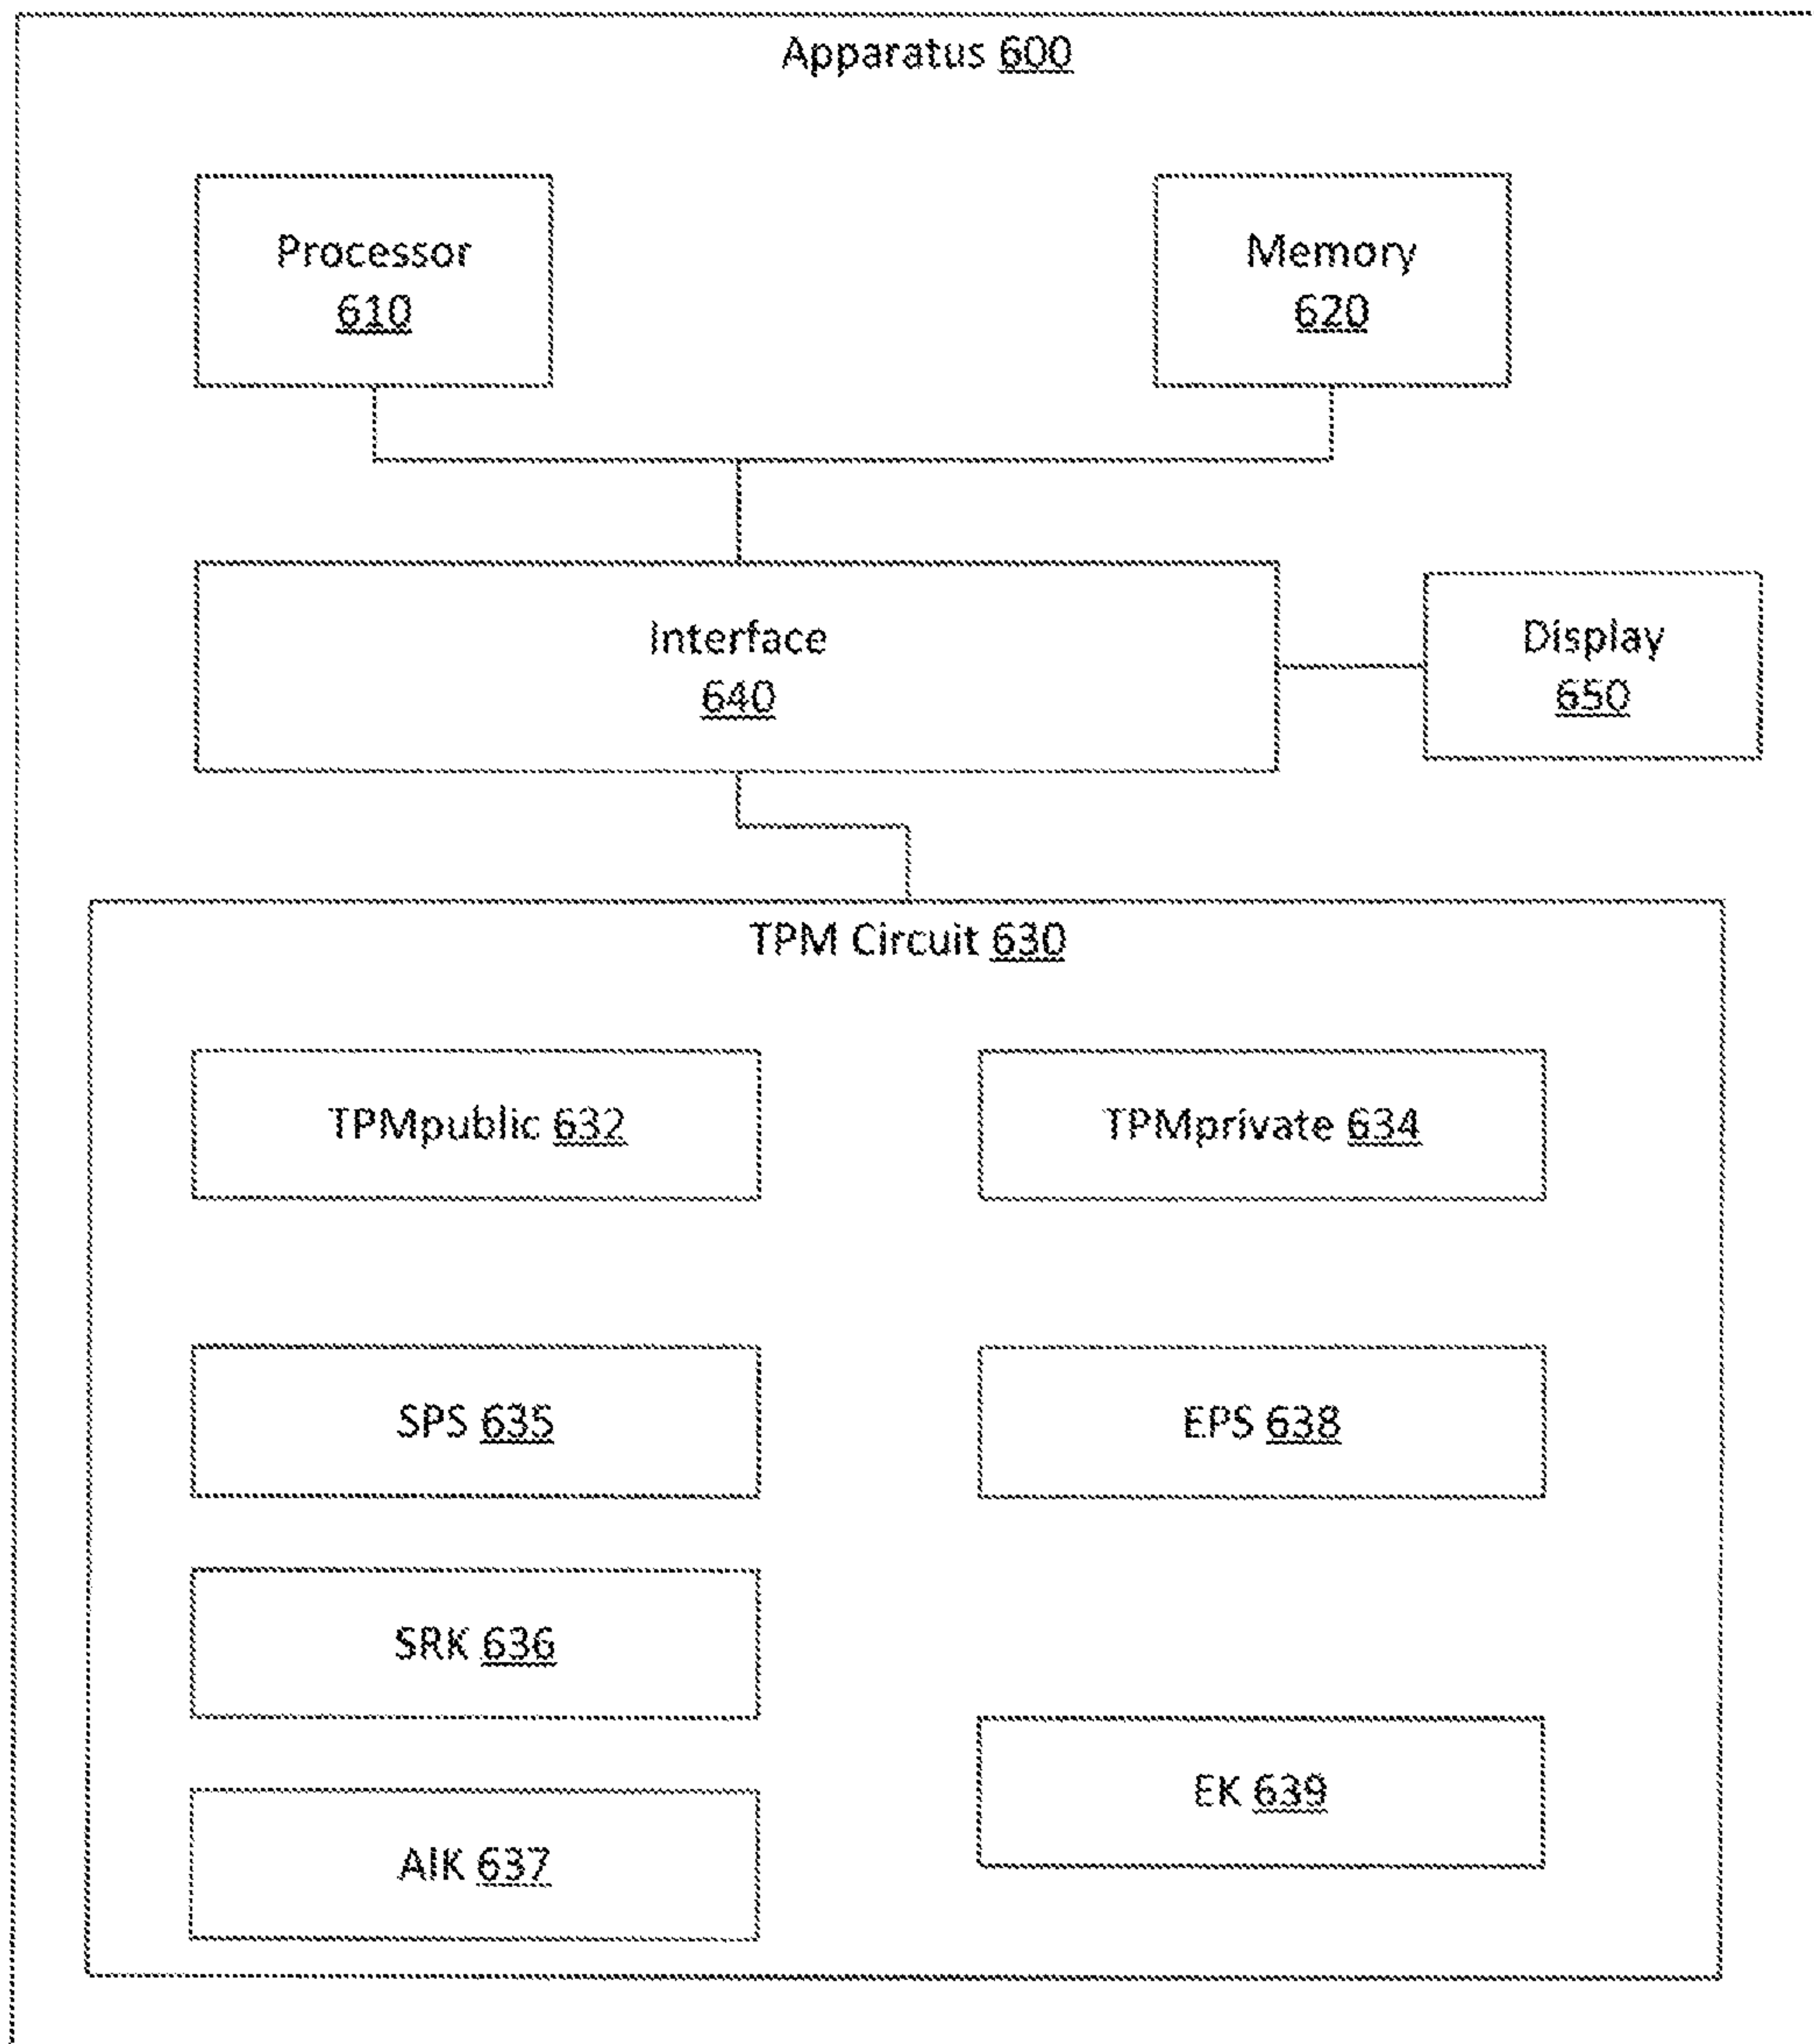 Apparatus 600
Processor
610
Memory
620
Interface
640
Display
650
TPM Circuit 630
TPMpublic 632
TPMprivate 634
SPS 635
EPS 638
SRK 636
EK 639
AIK 637